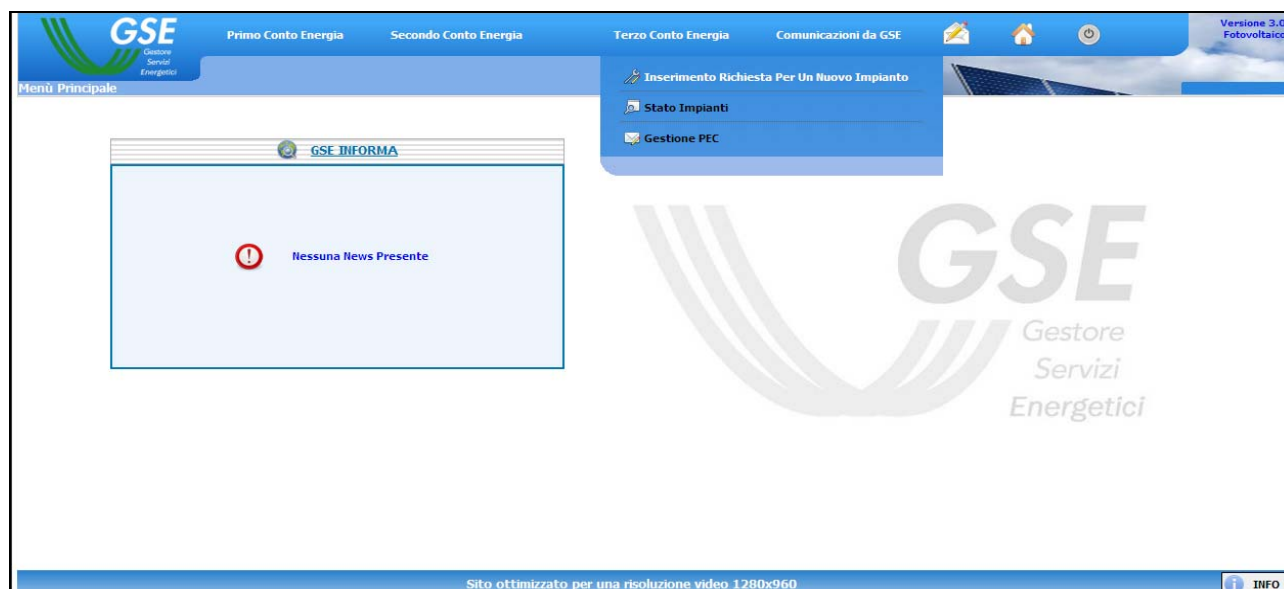 GSE
Gestore
Servizi
Energetici
Primo Conto Energia
Secondo Conto Energia
Terzo Conto Energia
Comunicazioni da GSE
Versione 3.0
Fotovoltaico
Menù Principale
Inserimento Richiesta Per Un Nuovo Impianto
Stato Impianti
Gestione PEC
GSE INFORMA
Nessuna News Presente
GSE
Gestore
Servizi
Energetici
Sito ottimizzato per una risoluzione video 1280x960
INFO